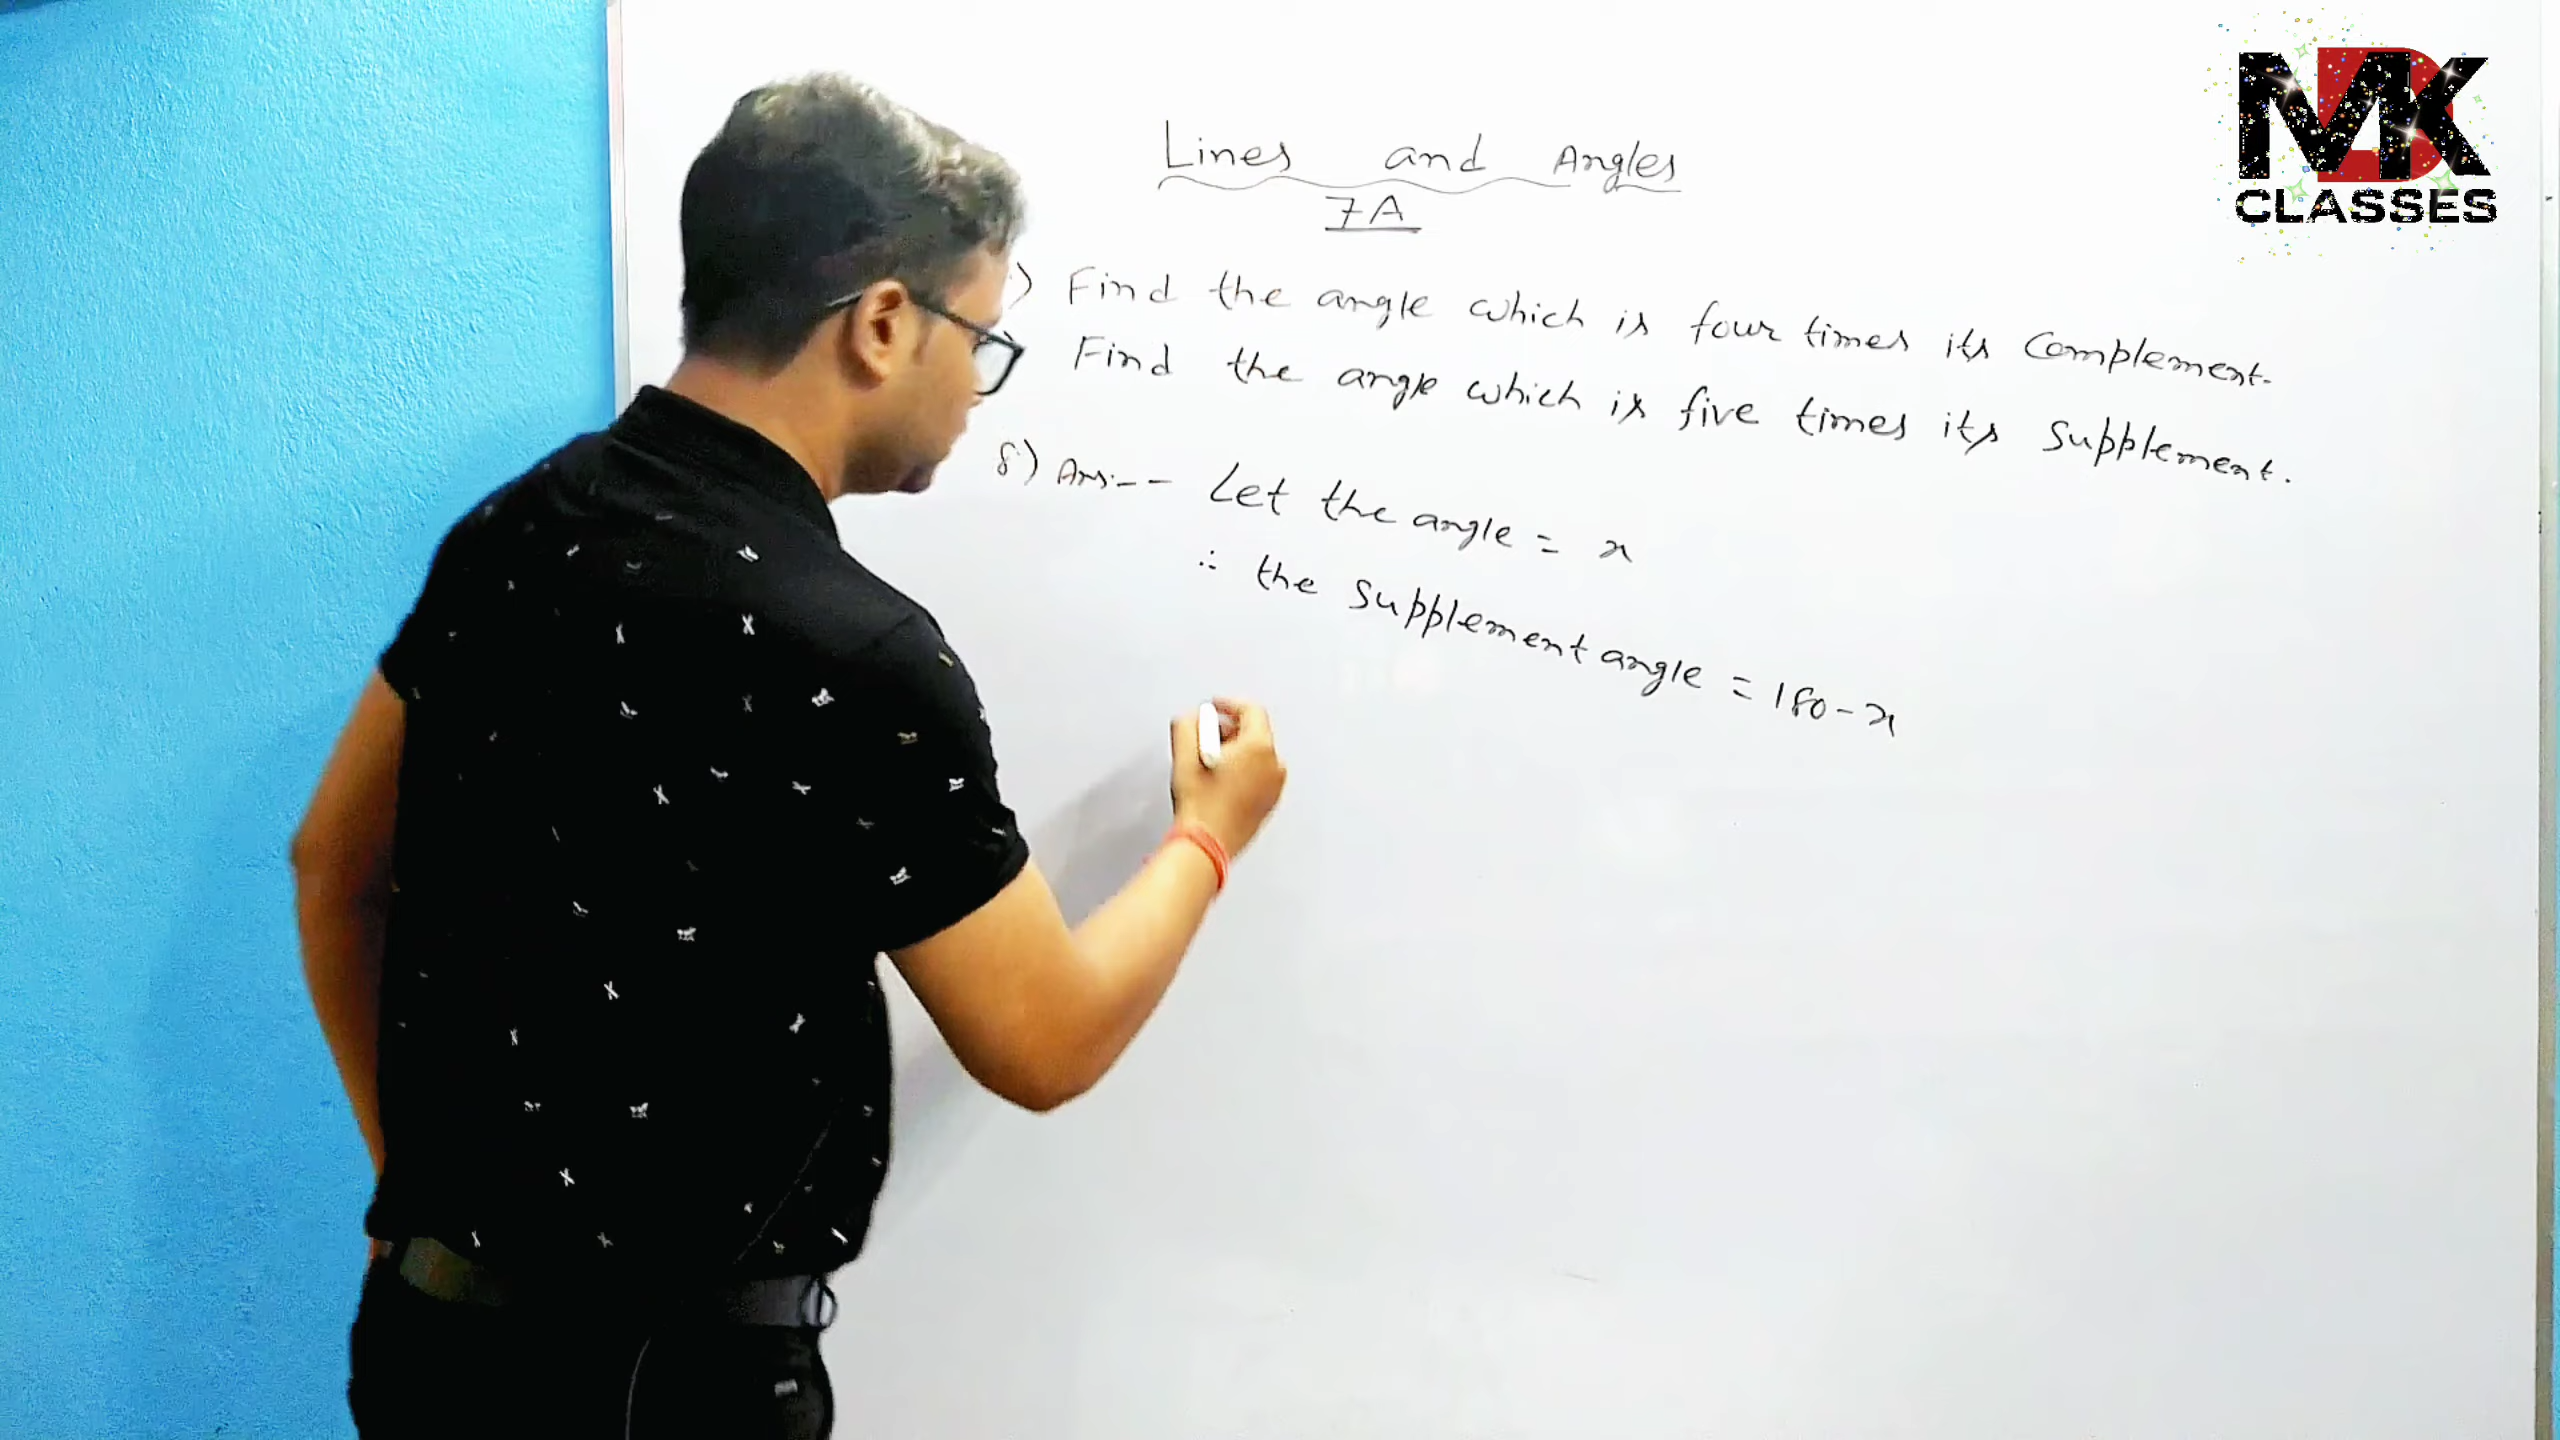 MDK
CLASSES
Lines and Angles
7A
) Find the angle which is four times its Complement.
Find the angle which is five times its Supplement.
8) Ans:-- Let the angle = x
∴ the Supplement angle = 180-x